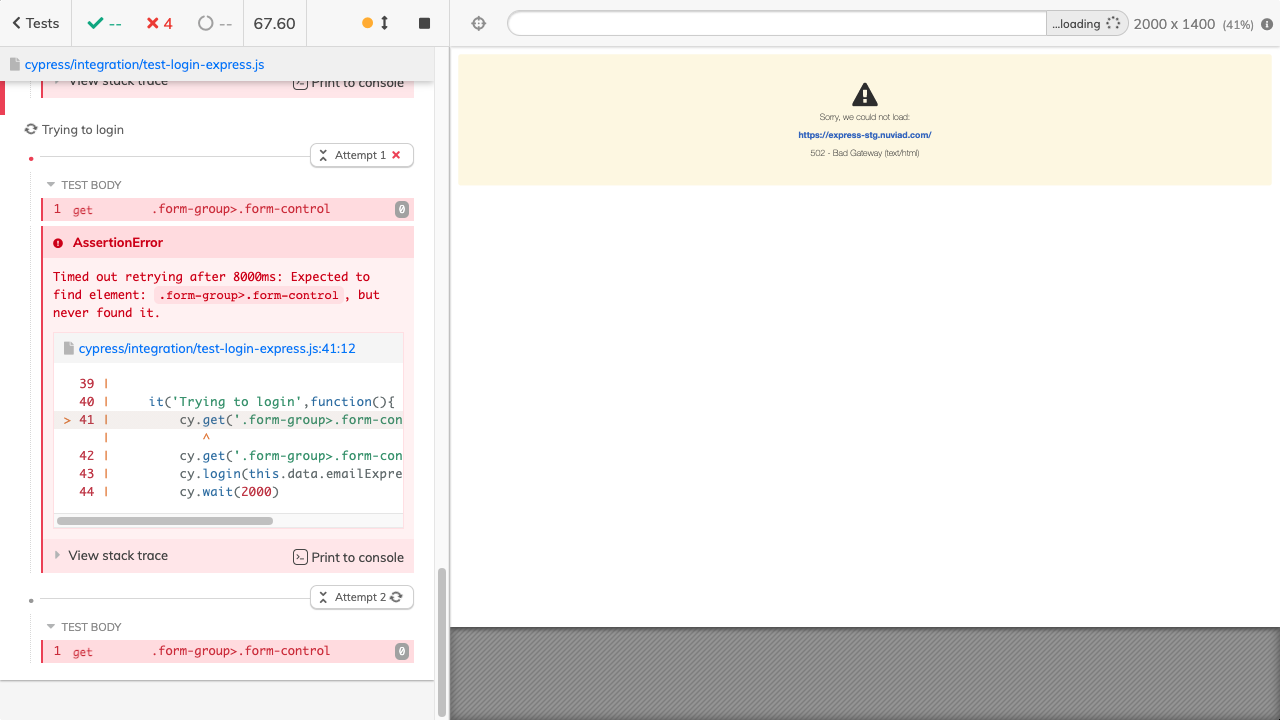 Tests
--
4
--
67.60
...loading
2000 x 1400 (41%)
cypress/integration/test-login-express.js
View stack trace
Print to console
Trying to login
Attempt 1
TEST BODY
1 get .form-group>.form-control 0
AssertionError
Timed out retrying after 8000ms: Expected to
find element: .form-group>.form-control, but
never found it.
cypress/integration/test-login-express.js:41:12
39 |
40 | it('Trying to login',function(){
> 41 | cy.get('.form-group>.form-con
| ^
42 | cy.get('.form-group>.form-con
43 | cy.login(this.data.emailExpre
44 | cy.wait(2000)
View stack trace
Print to console
Attempt 2
TEST BODY
1 get .form-group>.form-control 0
Sorry, we could not load:
https://express-stg.nuviad.com/
502 - Bad Gateway (text/html)